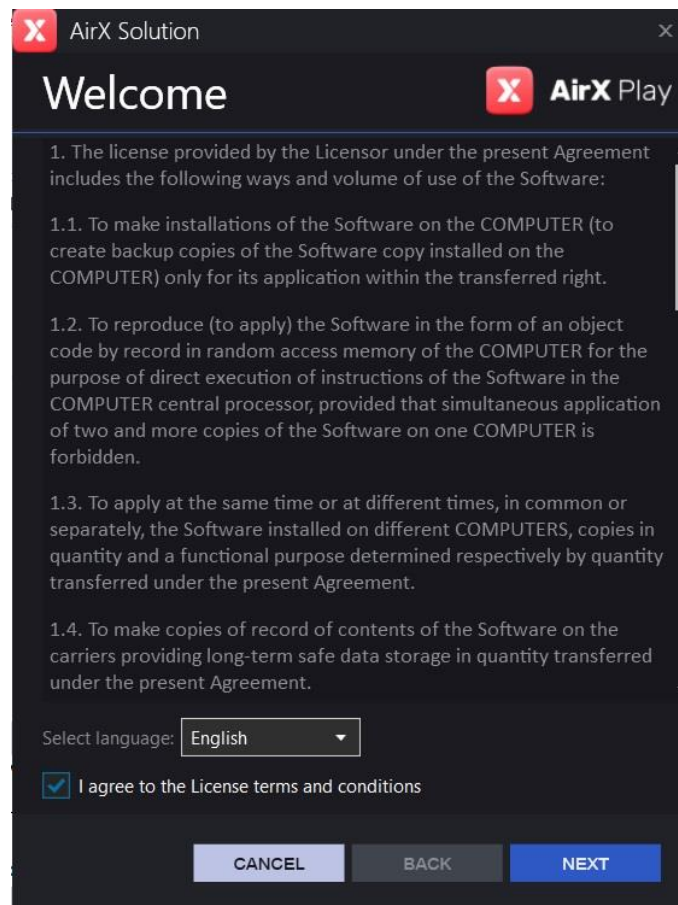 X AirX Solution ×
Welcome
X AirX Play
1. The license provided by the Licensor under the present Agreement
includes the following ways and volume of use of the Software:
1.1. To make installations of the Software on the COMPUTER (to
create backup copies of the Software copy installed on the
COMPUTER) only for its application within the transferred right.
1.2. To reproduce (to apply) the Software in the form of an object
code by record in random access memory of the COMPUTER for the
purpose of direct execution of instructions of the Software in the
COMPUTER central processor, provided that simultaneous application
of two and more copies of the Software on one COMPUTER is
forbidden.
1.3. To apply at the same time or at different times, in common or
separately, the Software installed on different COMPUTERS, copies in
quantity and a functional purpose determined respectively by quantity
transferred under the present Agreement.
1.4. To make copies of record of contents of the Software on the
carriers providing long-term safe data storage in quantity transferred
under the present Agreement.
Select language: English
I agree to the License terms and conditions
CANCEL BACK NEXT